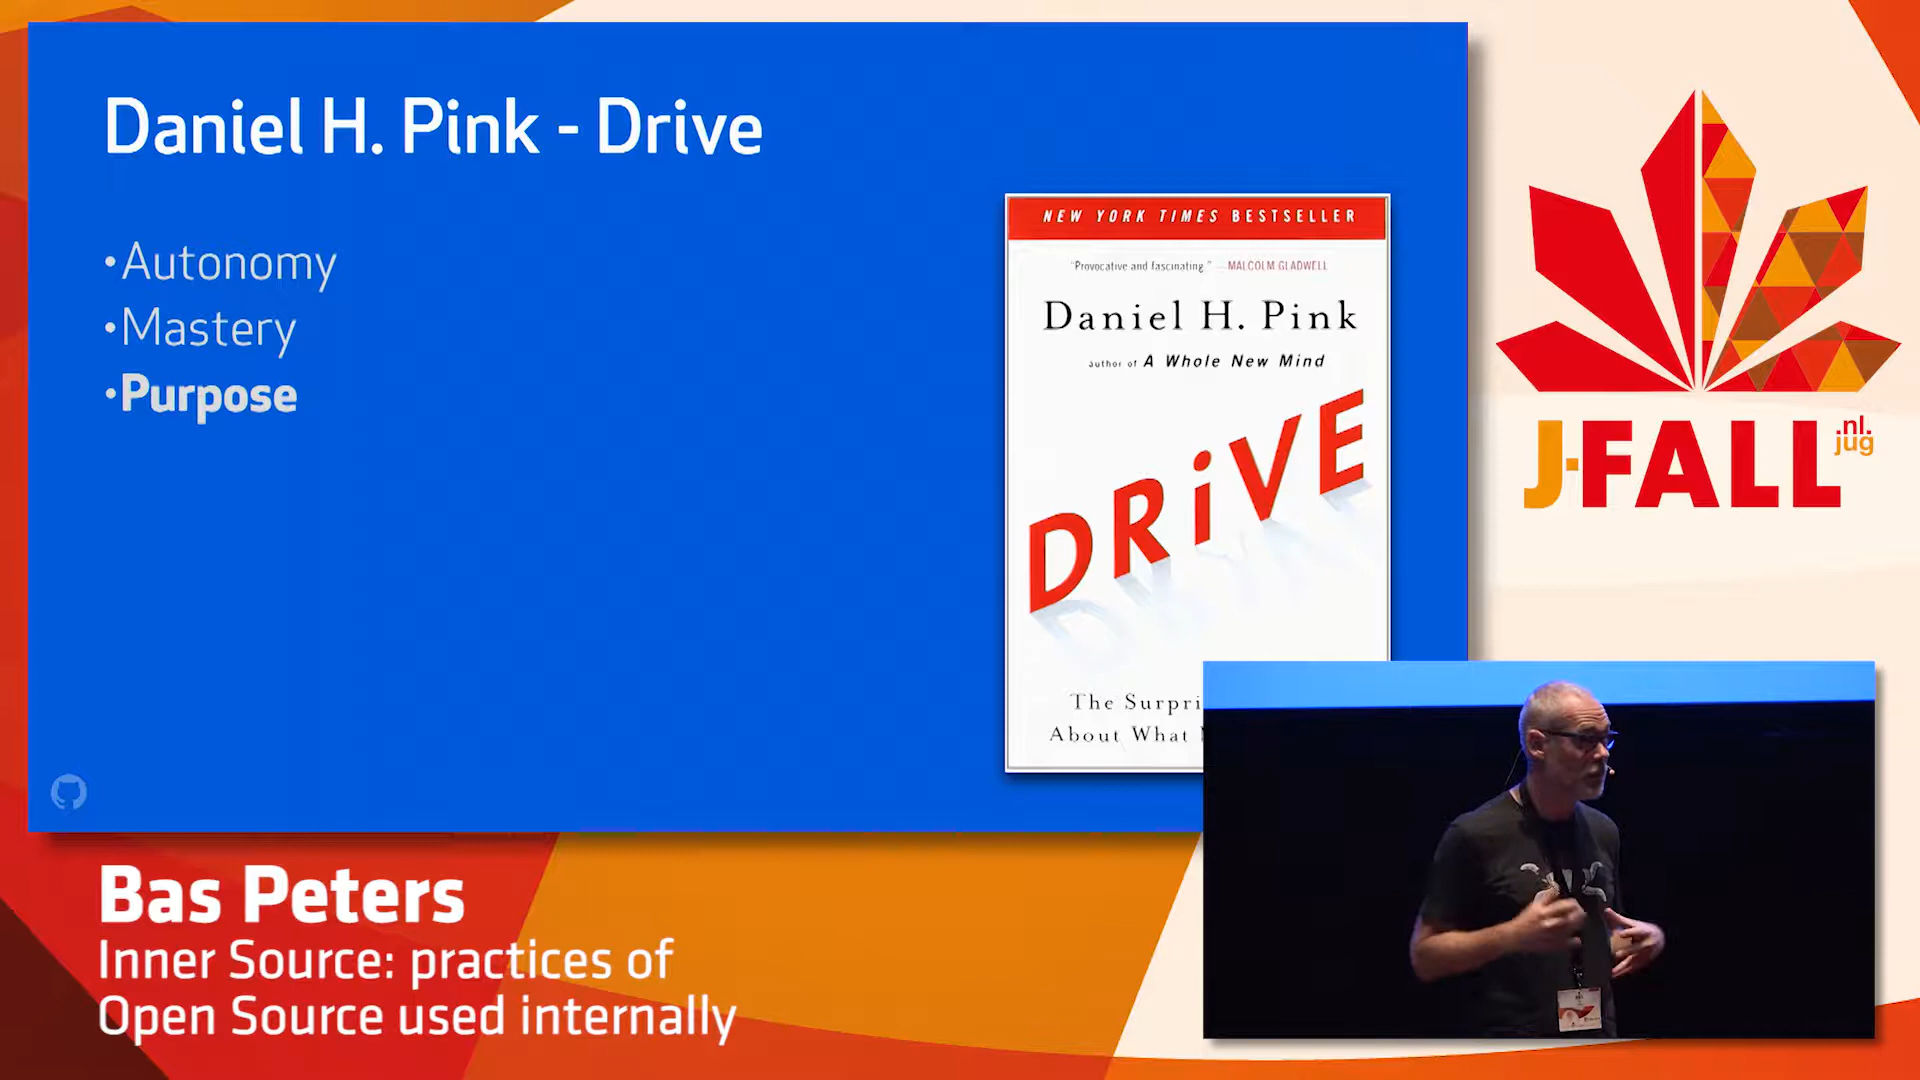 Daniel H. Pink - Drive
•Autonomy
•Mastery
•Purpose
NEW YORK TIMES BESTSELLER
"Provocative and fascinating." —MALCOLM GLADWELL
Daniel H. Pink
author of A Whole New Mind
DRiVE
The Surpri
About What
J-FALL
.nl.
jug
Bas Peters
Inner Source: practices of
Open Source used internally